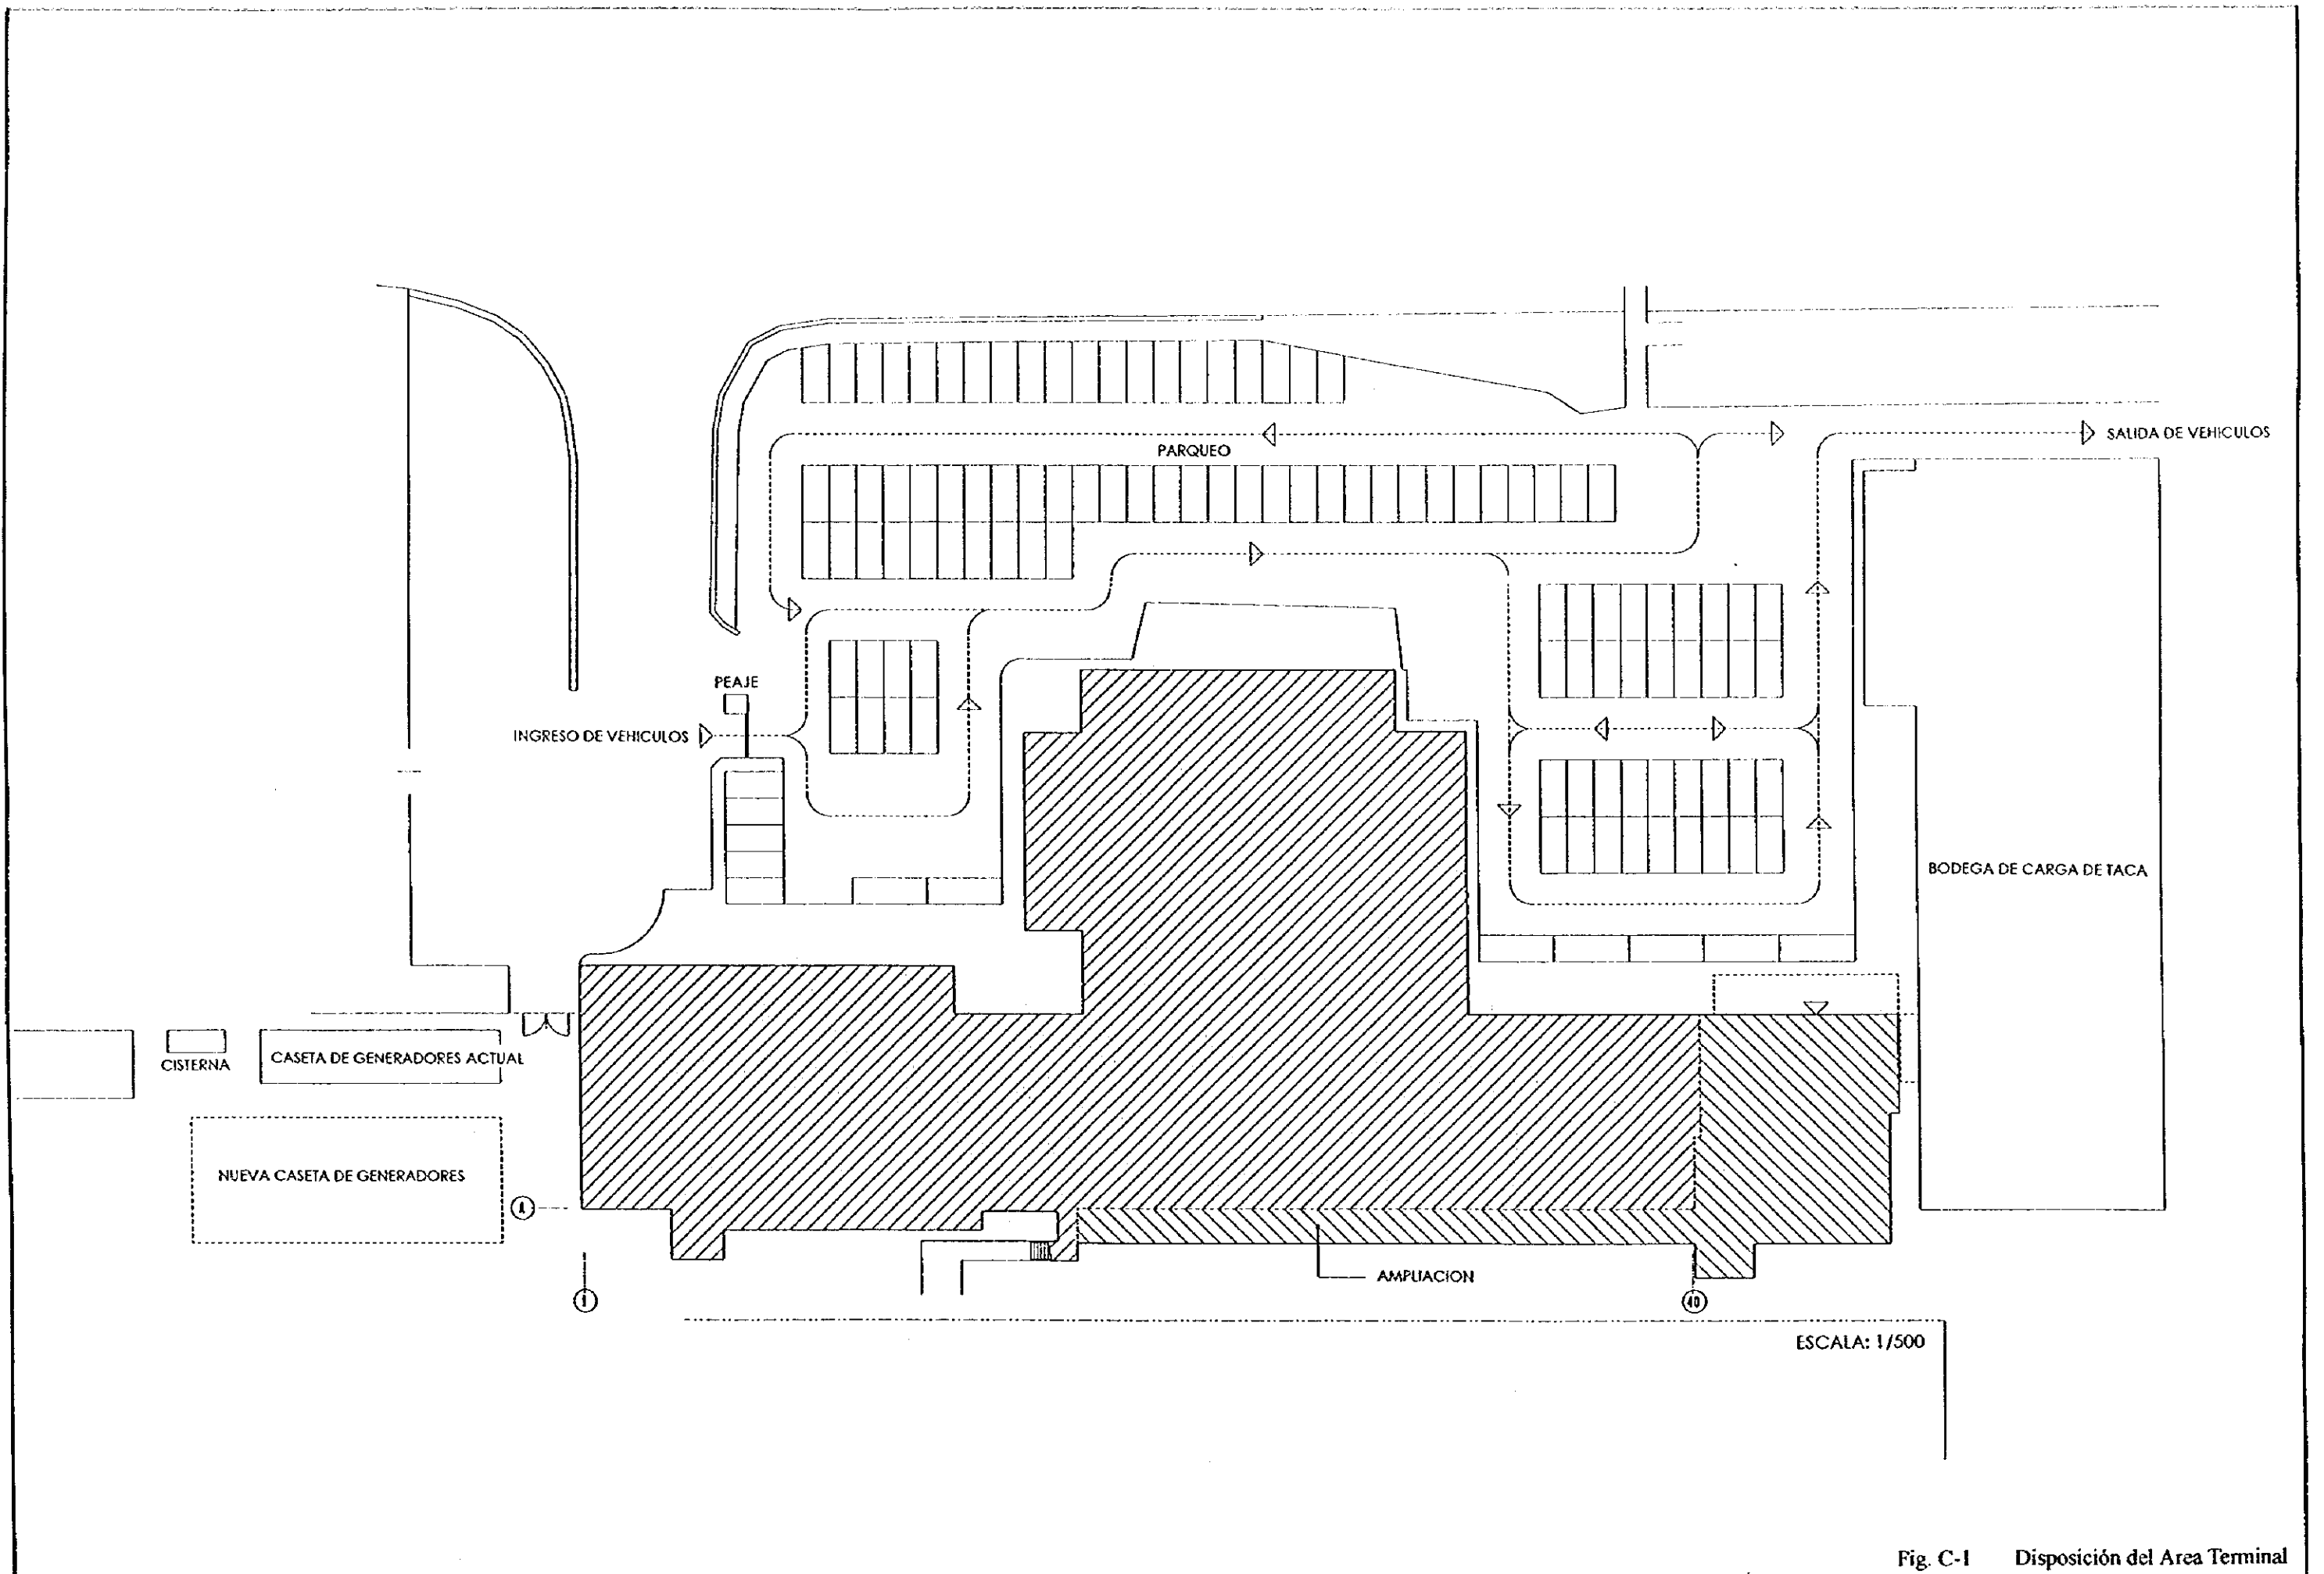 SALIDA DE VEHICULOS
PARQUEO
PEAJE
INGRESO DE VEHICULOS
BODEGA DE CARGA DE TACA
CISTERNA
CASETA DE GENERADORES ACTUAL
NUEVA CASETA DE GENERADORES
A
AMPLIACION
1
40
ESCALA: 1/500
Fig. C-1 Disposición del Area Terminal